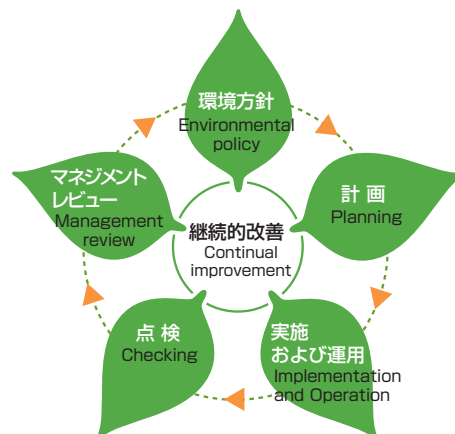 環境方針
Environmental
policy
計 画
Planning
実施
および運用
Implementation
and Operation
点 検
Checking
マネジメント
レビュー
Management
review
継続的改善
Continual
improvement